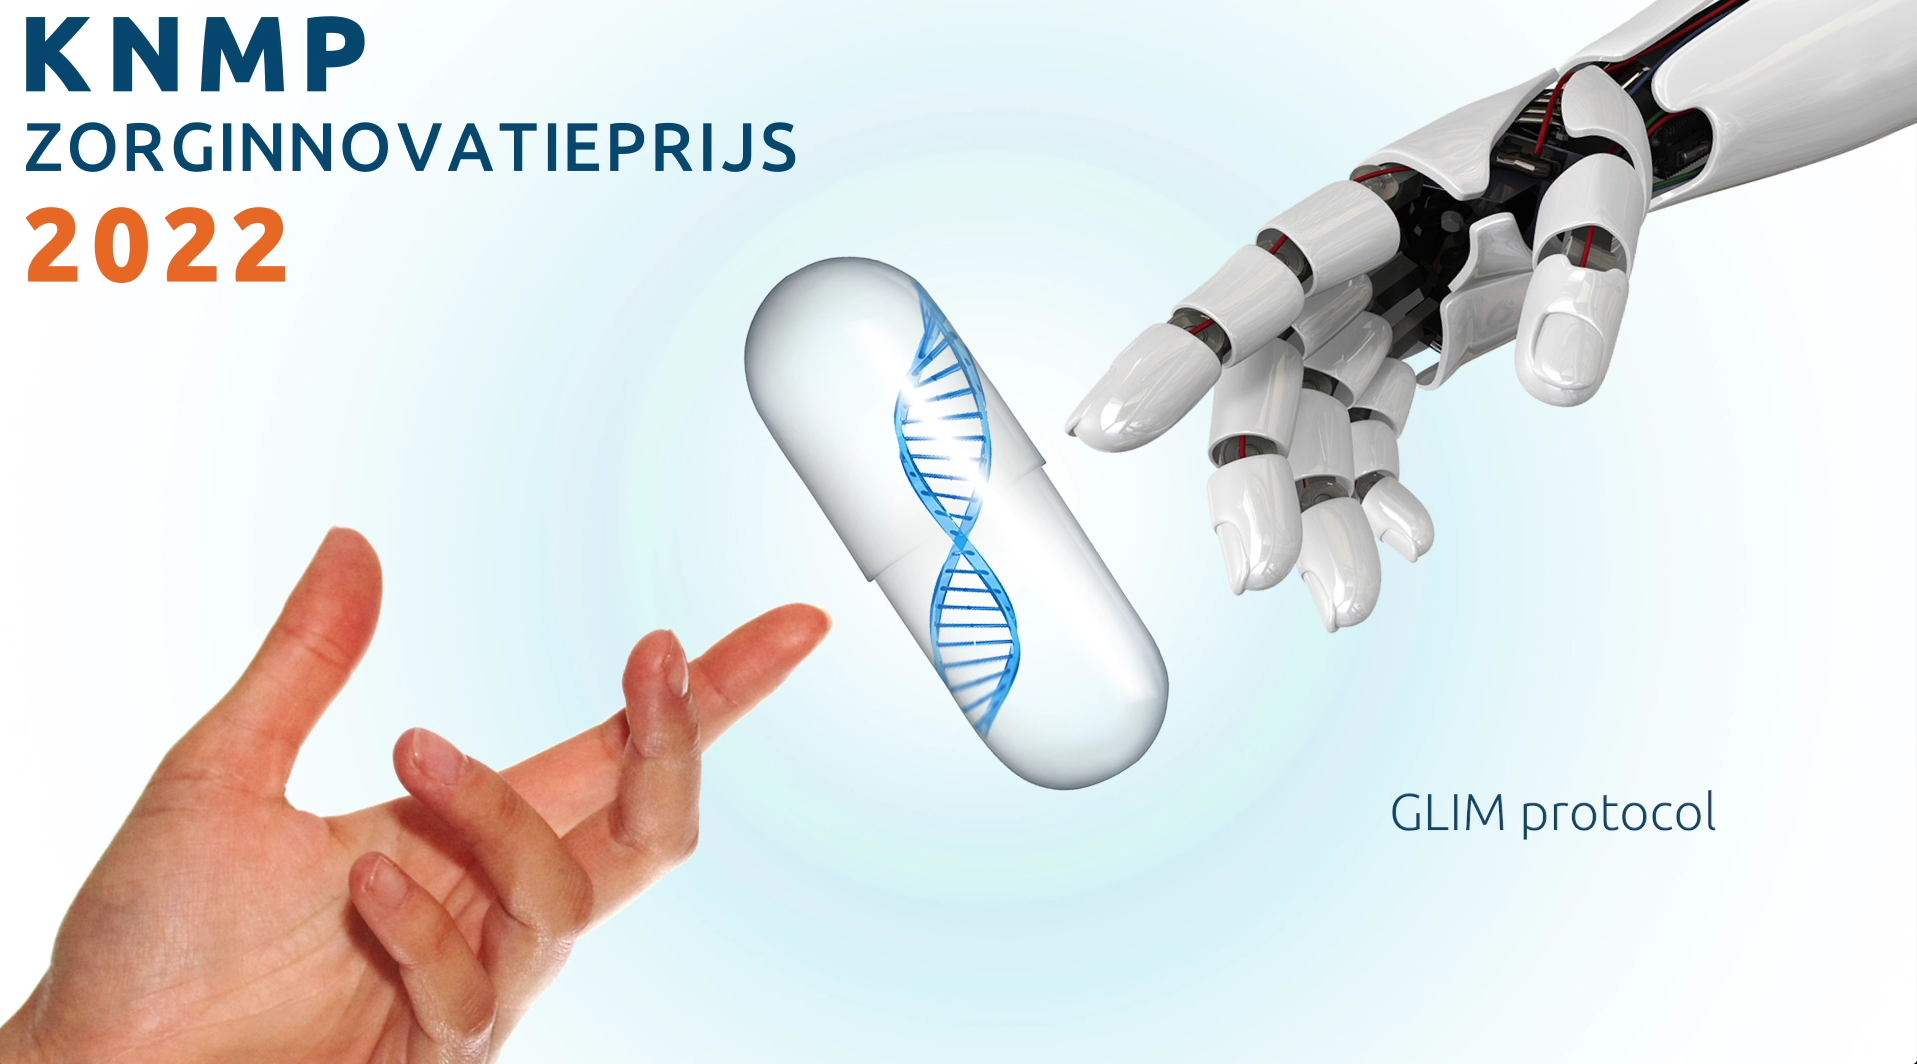 KNMP
ZORGINNOVATIEPRIJS
2022
GLIM protocol